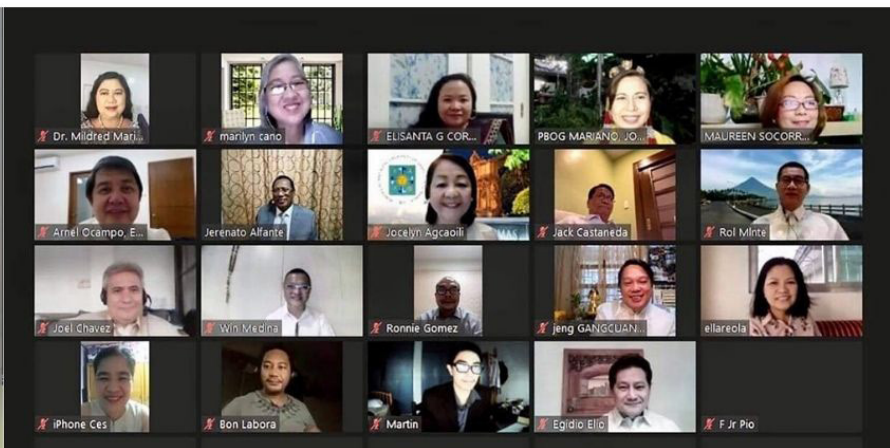 Dr. Mildred Mari...
marilyn cano
ELISANTA G COR...
PBOG MARIANO, JO...
MAUREEN SOCORR...
Arnel Ocampo, E...
Jerenato Alfante
Jocelyn Agcaoili
Jack Castaneda
Rol MInte
Joel Chavez
Win Medina
Ronnie Gomez
jeng GANGCUAN...
ellareola
iPhone Ces
Bon Labora
Martin
Egidio Elio
F Jr Pio